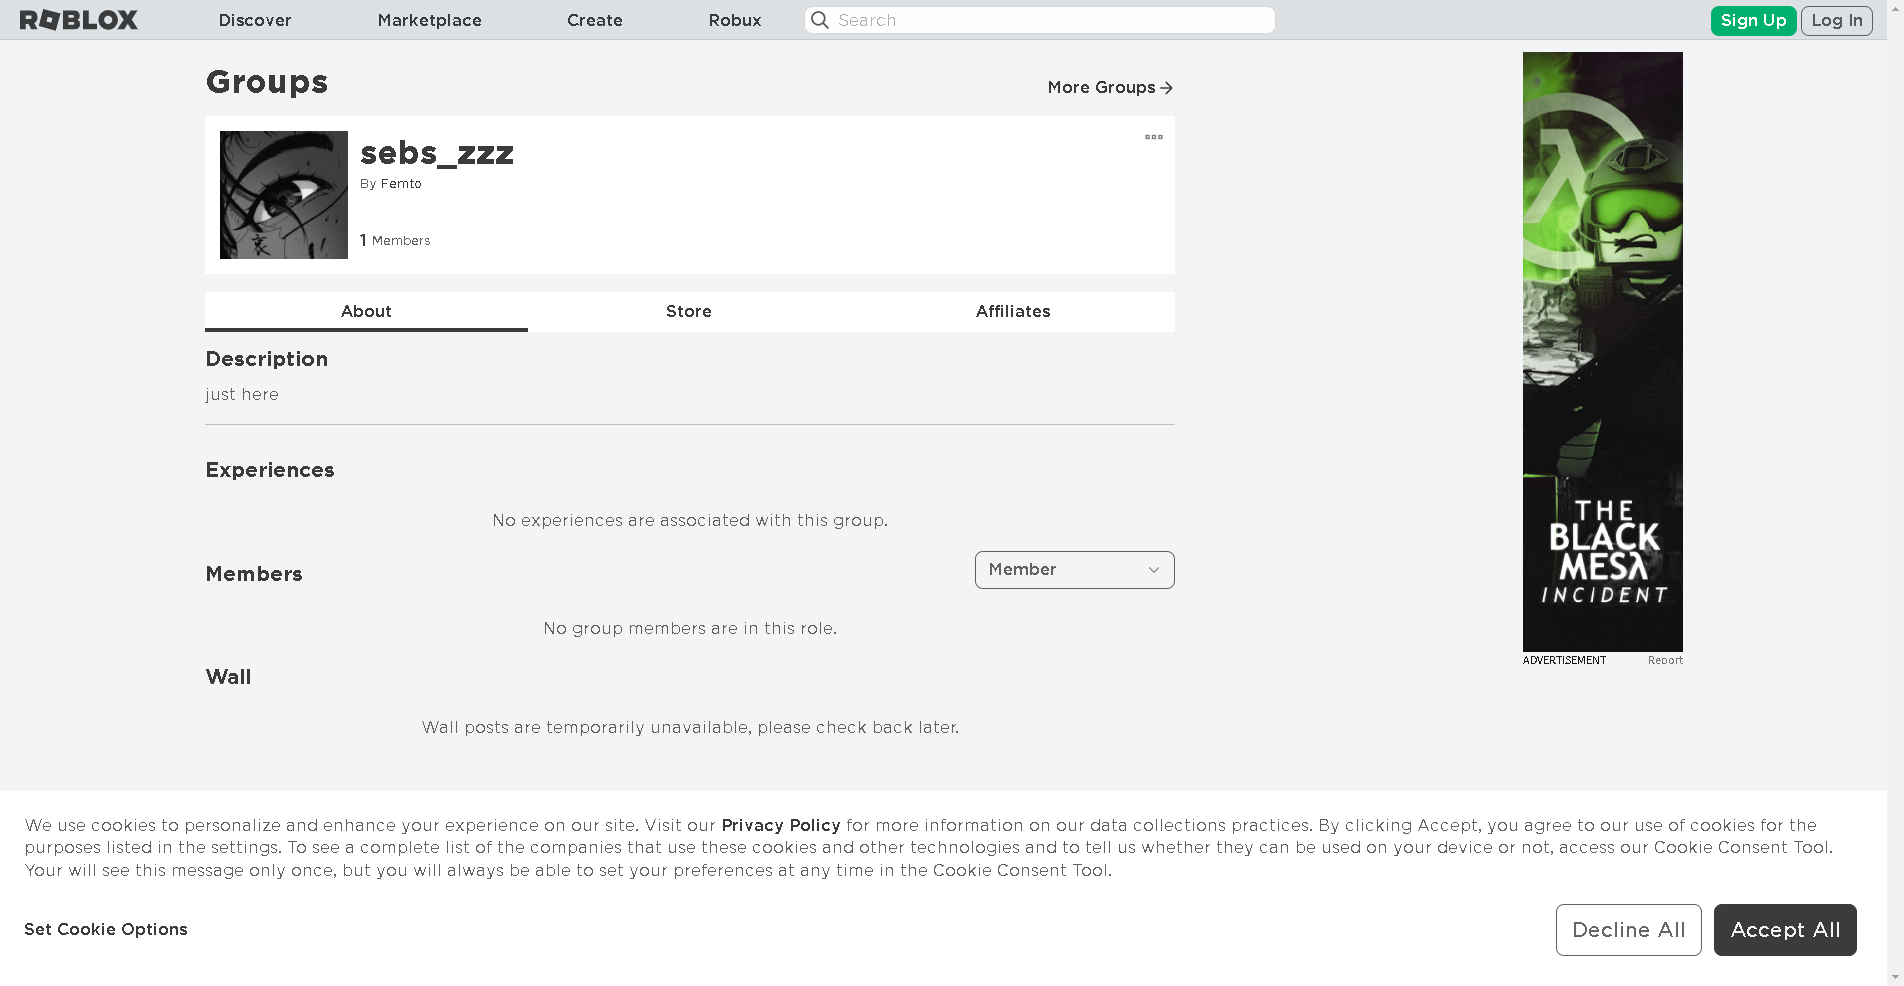 ROBLOX Discover Marketplace Create Robux Search Sign Up Log In
Groups
More Groups
sebs_zzz
By Femto
1 Members
哀
About Store Affiliates
Description
just here
Experiences
No experiences are associated with this group.
Members
Member
No group members are in this role.
Wall
Wall posts are temporarily unavailable, please check back later.
THE
BLACK
MESλ
INCIDENT
ADVERTISEMENT Report
We use cookies to personalize and enhance your experience on our site. Visit our Privacy Policy for more information on our data collections practices. By clicking Accept, you agree to our use of cookies for the
purposes listed in the settings. To see a complete list of the companies that use these cookies and other technologies and to tell us whether they can be used on your device or not, access our Cookie Consent Tool.
Your will see this message only once, but you will always be able to set your preferences at any time in the Cookie Consent Tool.
Set Cookie Options
Decline All Accept All